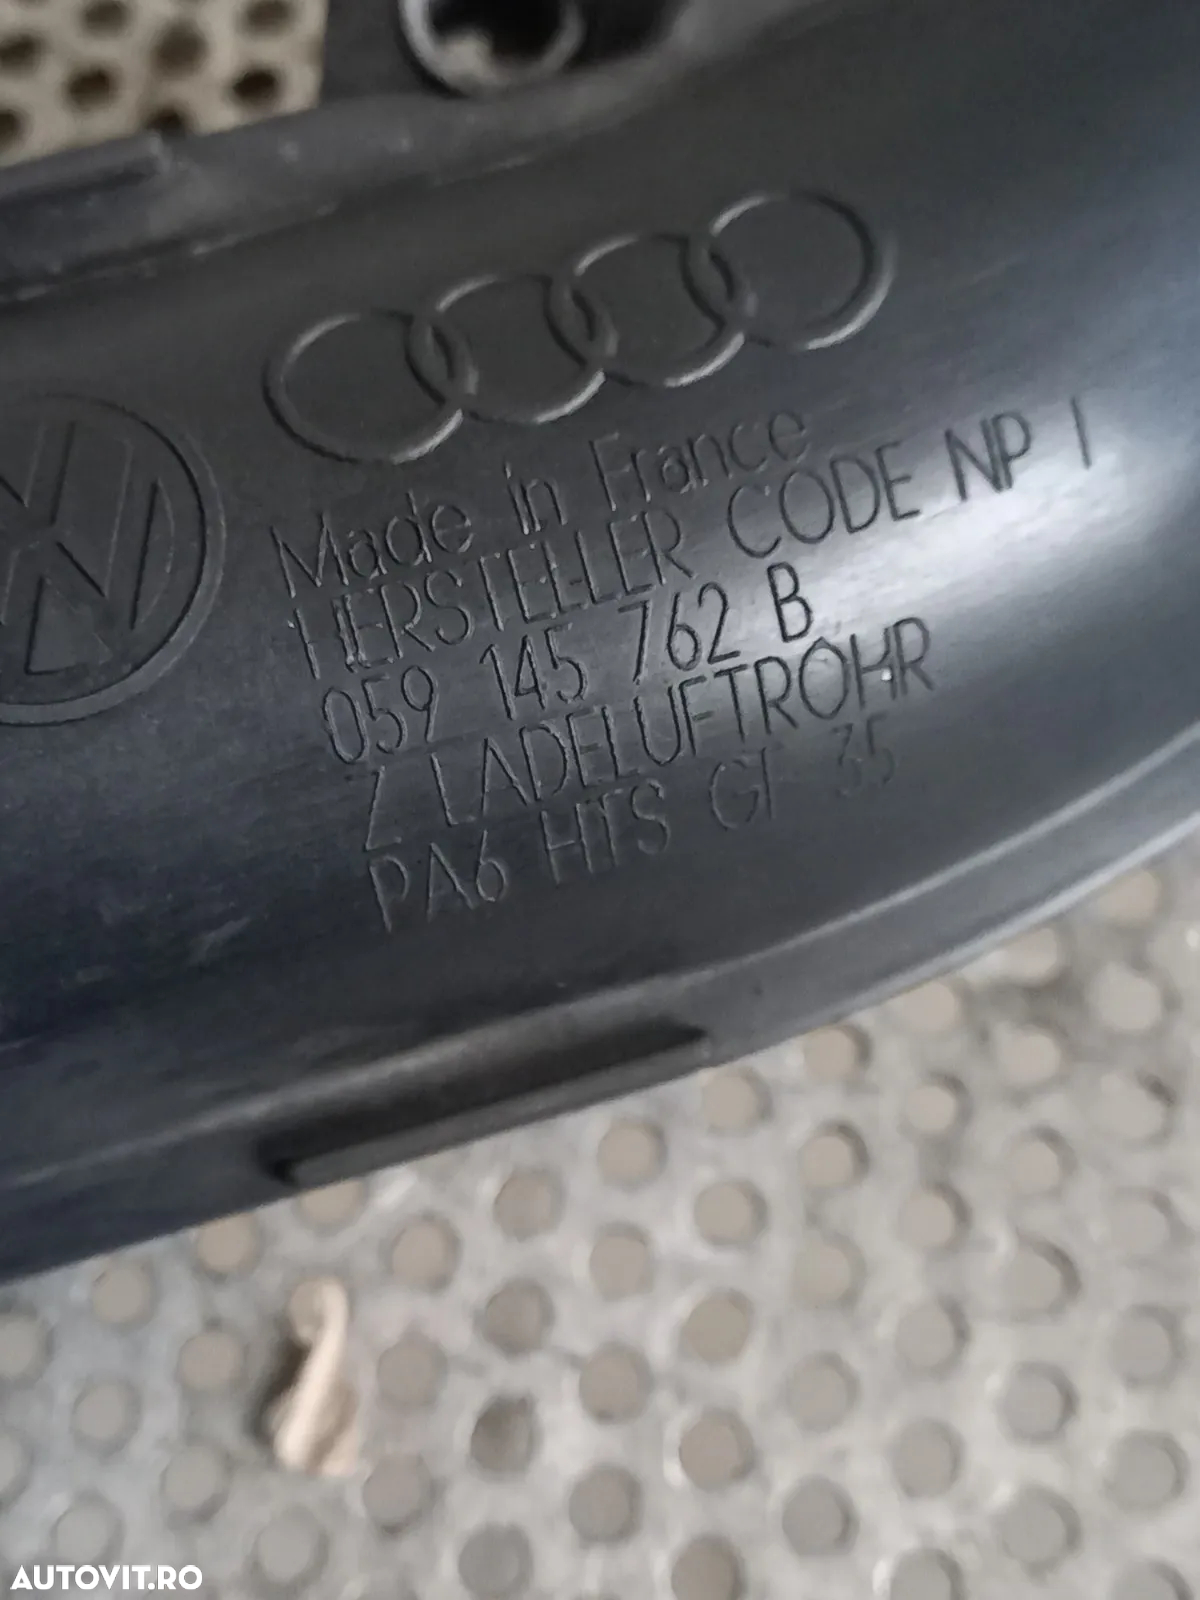 Made in France
HERSTELLER CODE NP I
059 145 762 B
Z LADELUFTROHR
PA6 HTS GF 35
AUTOVIT.RO